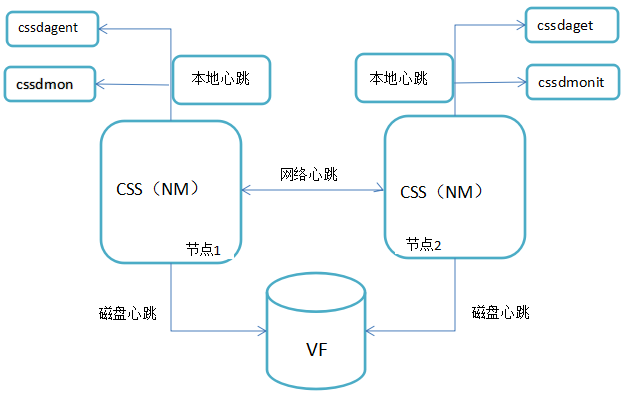 cssdagent
cssdaget
本地心跳
本地心跳
cssdmon
cssdmonit
网络心跳
CSS（NM）
CSS（NM）
节点1
节点2
磁盘心跳
磁盘心跳
VF